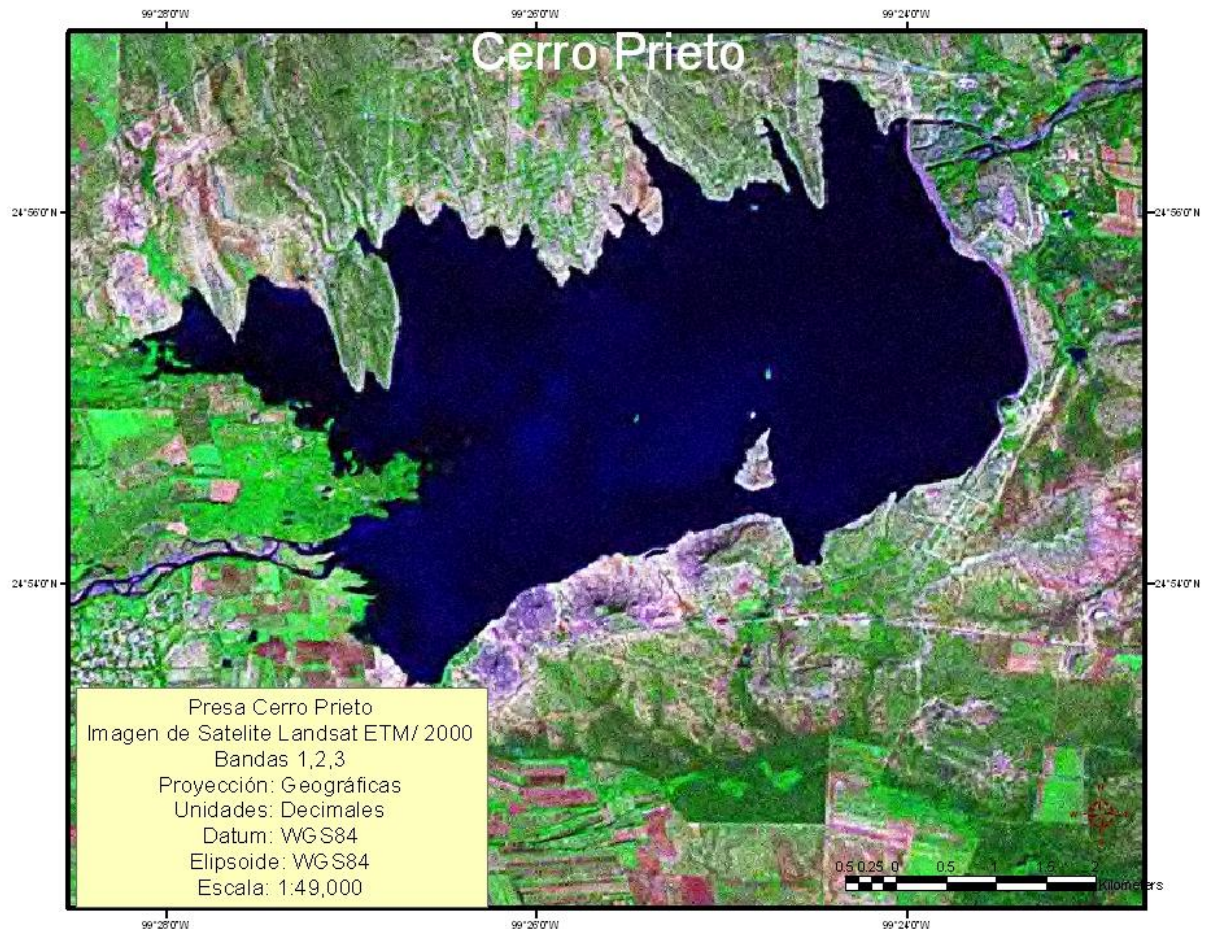 99°28'0"W 99°26'0"W 99°24'0"W
Cerro Prieto
24°56'0"N 24°56'0"N
24°54'0"N 24°54'0"N
Presa Cerro Prieto
Imagen de Satelite Landsat ETM/ 2000
Bandas 1,2,3
Proyección: Geográficas
Unidades: Decimales
Datum: WGS84
Elipsoide: WGS84
Escala: 1:49,000
0.5 0.25 0 0.5 1 1.5 2
Kilometers
99°28'0"W 99°26'0"W 99°24'0"W